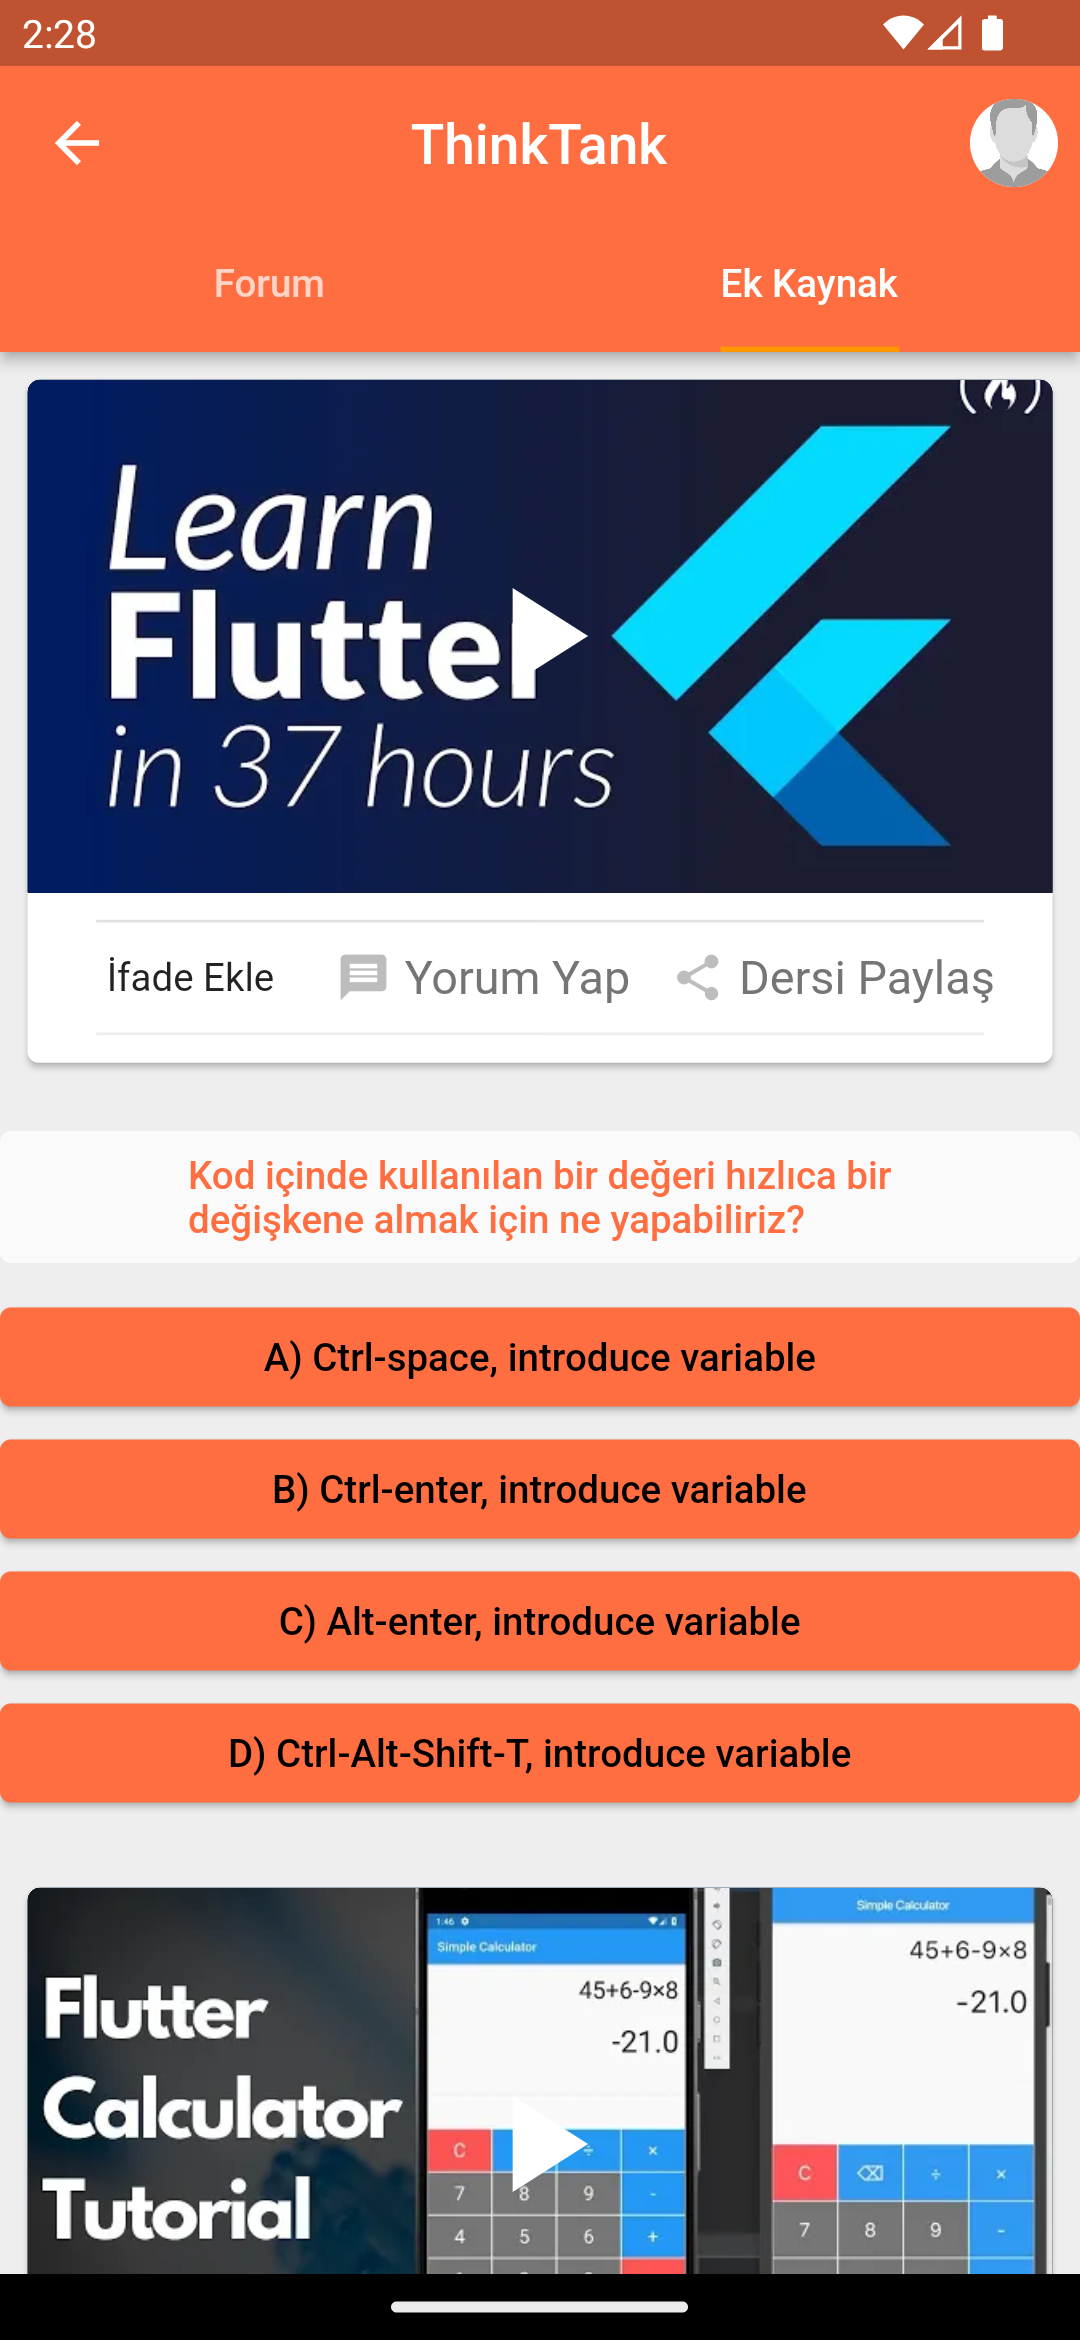 2:28
ThinkTank
Forum
Ek Kaynak
Learn
Flutter
in 37 hours
İfade Ekle
Yorum Yap
Dersi Paylaş
Kod içinde kullanılan bir değeri hızlıca bir
değişkene almak için ne yapabiliriz?
A) Ctrl-space, introduce variable
B) Ctrl-enter, introduce variable
C) Alt-enter, introduce variable
D) Ctrl-Alt-Shift-T, introduce variable
Flutter
Calculator
Tutorial
1:46
Simple Calculator
45+6-9×8
-21.0
C ÷ ×
7 8 9 -
4 5 6 +
Simple Calculator
45+6-9×8
-21.0
C ÷ ×
7 8 9 -